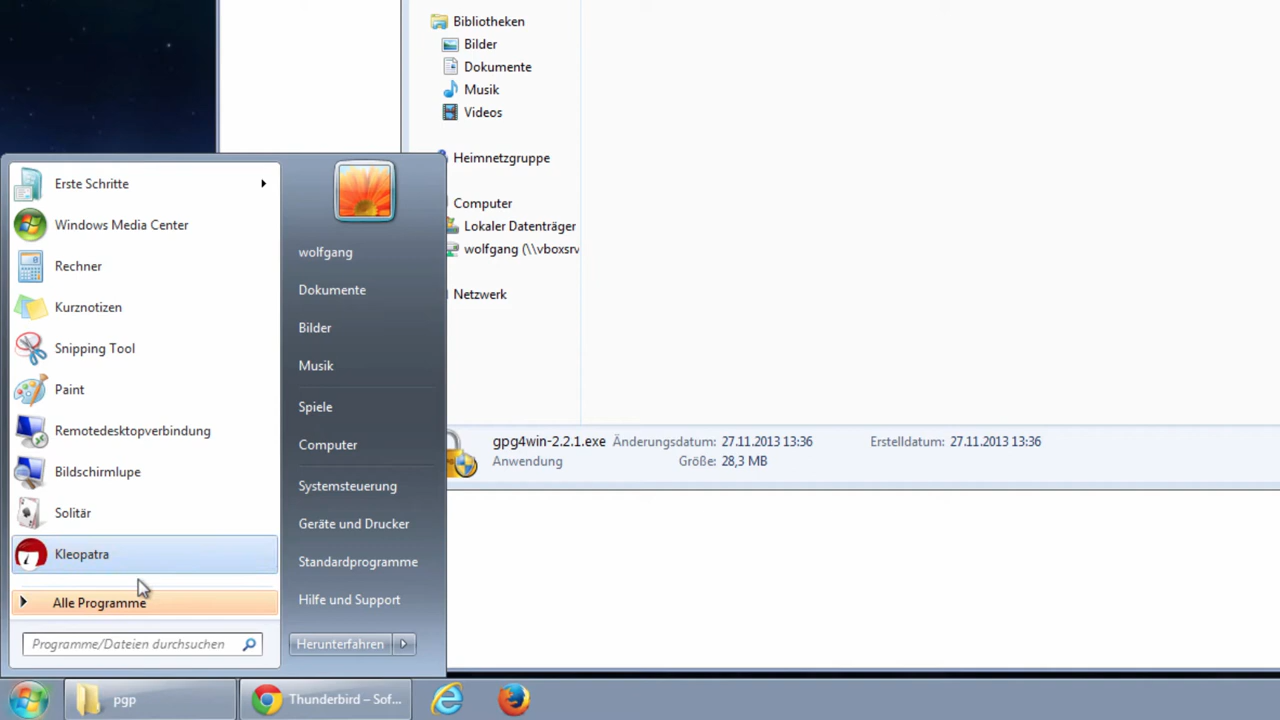 Bibliotheken
Bilder
Dokumente
Musik
Videos
Heimnetzgruppe
Computer
Lokaler Datenträger
wolfgang (\\vboxsrv
Netzwerk
gpg4win-2.2.1.exe Änderungsdatum: 27.11.2013 13:36 Erstelldatum: 27.11.2013 13:36
Anwendung Größe: 28,3 MB
Erste Schritte
Windows Media Center
Rechner
Kurznotizen
Snipping Tool
Paint
Remotedesktopverbindung
Bildschirmlupe
Solitär
Kleopatra
Alle Programme
Programme/Dateien durchsuchen
wolfgang
Dokumente
Bilder
Musik
Spiele
Computer
Systemsteuerung
Geräte und Drucker
Standardprogramme
Hilfe und Support
Herunterfahren
pgp
Thunderbird – Sof...